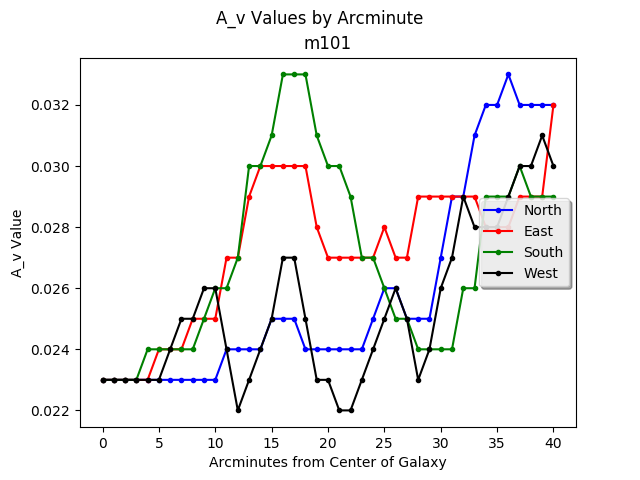 A_v Values by Arcminute
m101
A_v Value
0.032
0.030
0.028
0.026
0.024
0.022
North
East
South
West
0 5 10 15 20 25 30 35 40
Arcminutes from Center of Galaxy